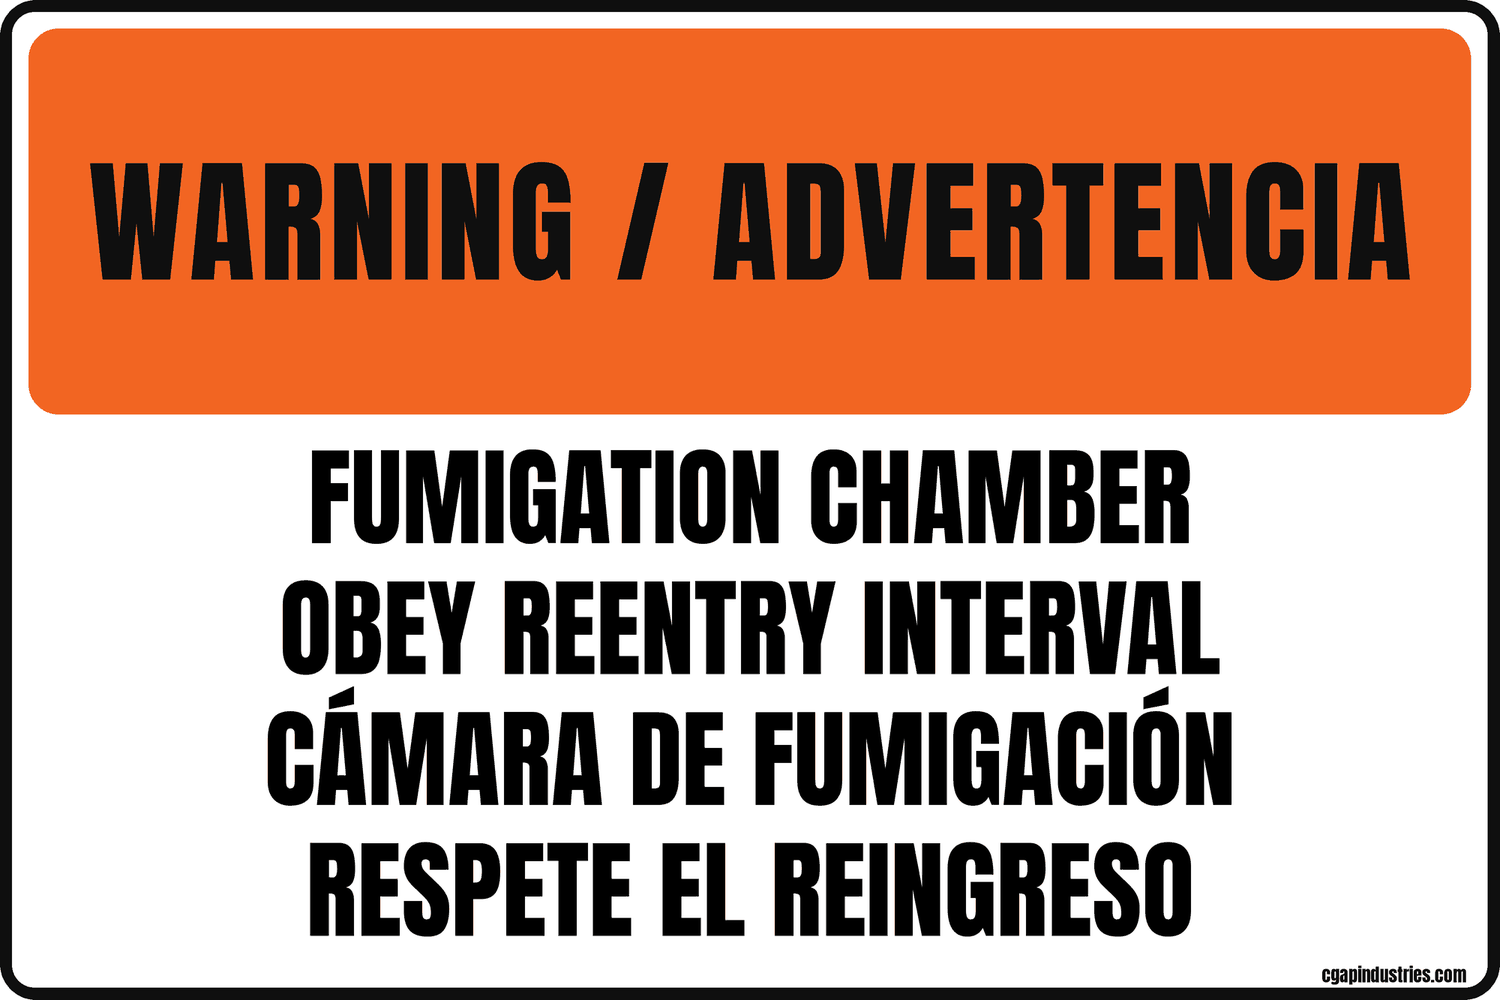 WARNING / ADVERTENCIA
FUMIGATION CHAMBER
OBEY REENTRY INTERVAL
CÁMARA DE FUMIGACIÓN
RESPETE EL REINGRESO
cgapindustries.com